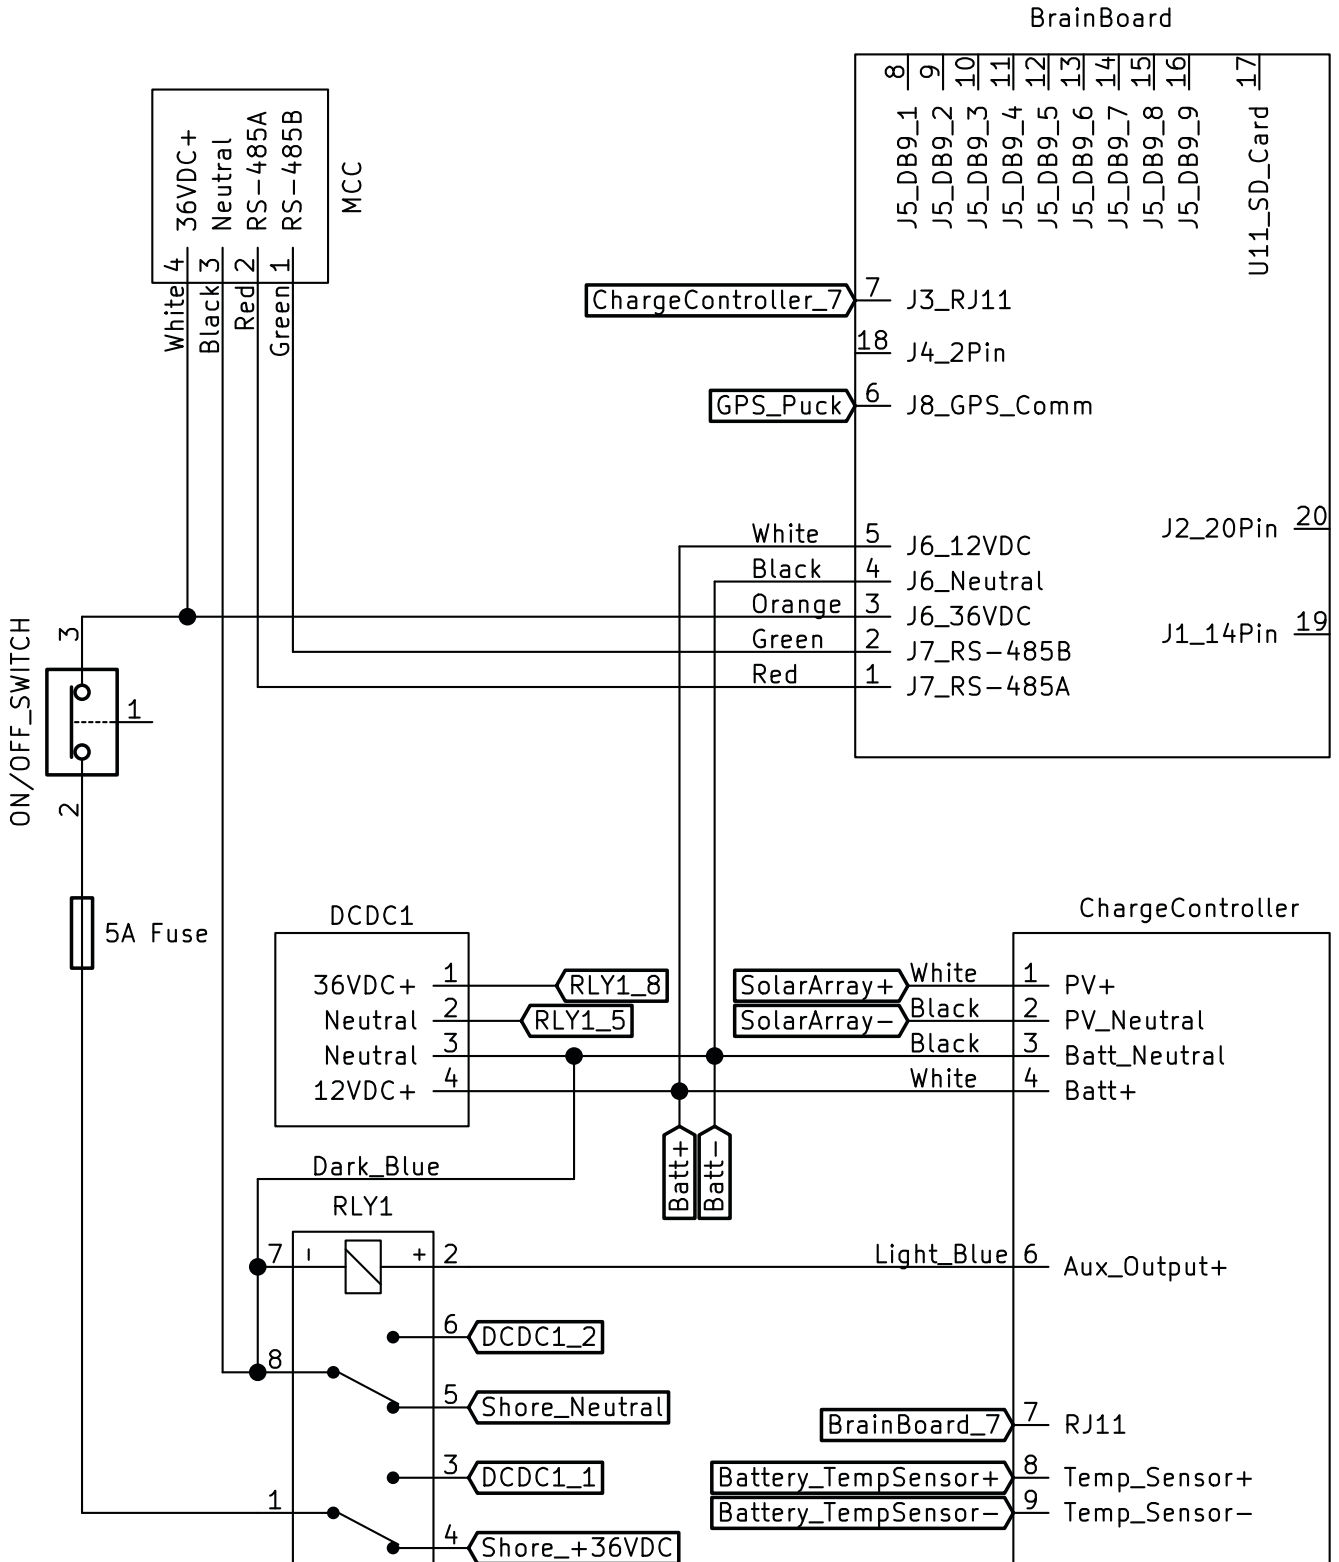 BrainBoard
8
9
10
11
12
13
14
15
16
17
J5_DB9_1
J5_DB9_2
J5_DB9_3
J5_DB9_4
J5_DB9_5
J5_DB9_6
J5_DB9_7
J5_DB9_8
J5_DB9_9
U11_SD_Card
36VDC+
Neutral
RS-485A
RS-485B
MCC
4
3
2
1
White
Black
Red
Green
ChargeController_7
7
J3_RJ11
18
J4_2Pin
GPS_Puck
6
J8_GPS_Comm
J2_20Pin
20
White
5
J6_12VDC
Black
4
J6_Neutral
Orange
3
J6_36VDC
Green
2
J7_RS-485B
Red
1
J7_RS-485A
J1_14Pin
19
ON/OFF_SWITCH
3
1
2
5A Fuse
DCDC1
36VDC+
1
RLY1_8
Neutral
2
RLY1_5
Neutral
3
12VDC+
4
ChargeController
SolarArray+
White
1
PV+
SolarArray-
Black
2
PV_Neutral
Black
3
Batt_Neutral
White
4
Batt+
Batt+
Batt-
Dark_Blue
RLY1
7
-
+
2
Light_Blue
6
Aux_Output+
6
DCDC1_2
8
5
Shore_Neutral
3
DCDC1_1
1
4
Shore_+36VDC
BrainBoard_7
7
RJ11
Battery_TempSensor+
8
Temp_Sensor+
Battery_TempSensor-
9
Temp_Sensor-